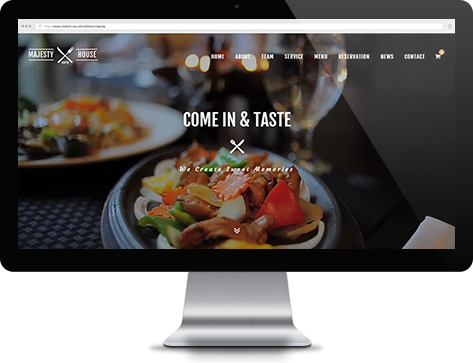 MAJESTY HOUSE
HOME ABOUT TEAM SERVICE MENU RESERVATION NEWS CONTACT
COME IN & TASTE
We Create Sweet Memories